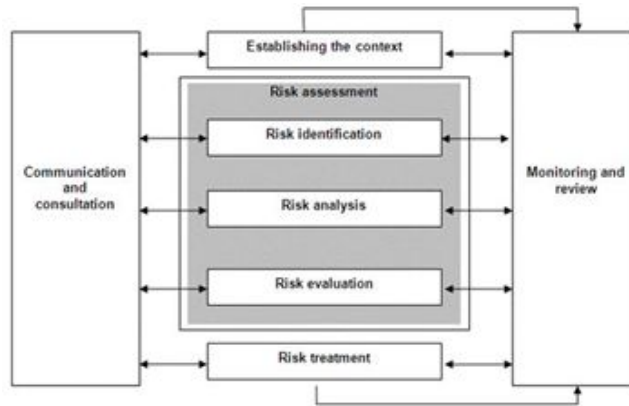 Establishing the context
Risk assessment
Risk identification
Communication
and
consultation
Monitoring and
review
Risk analysis
Risk evaluation
Risk treatment